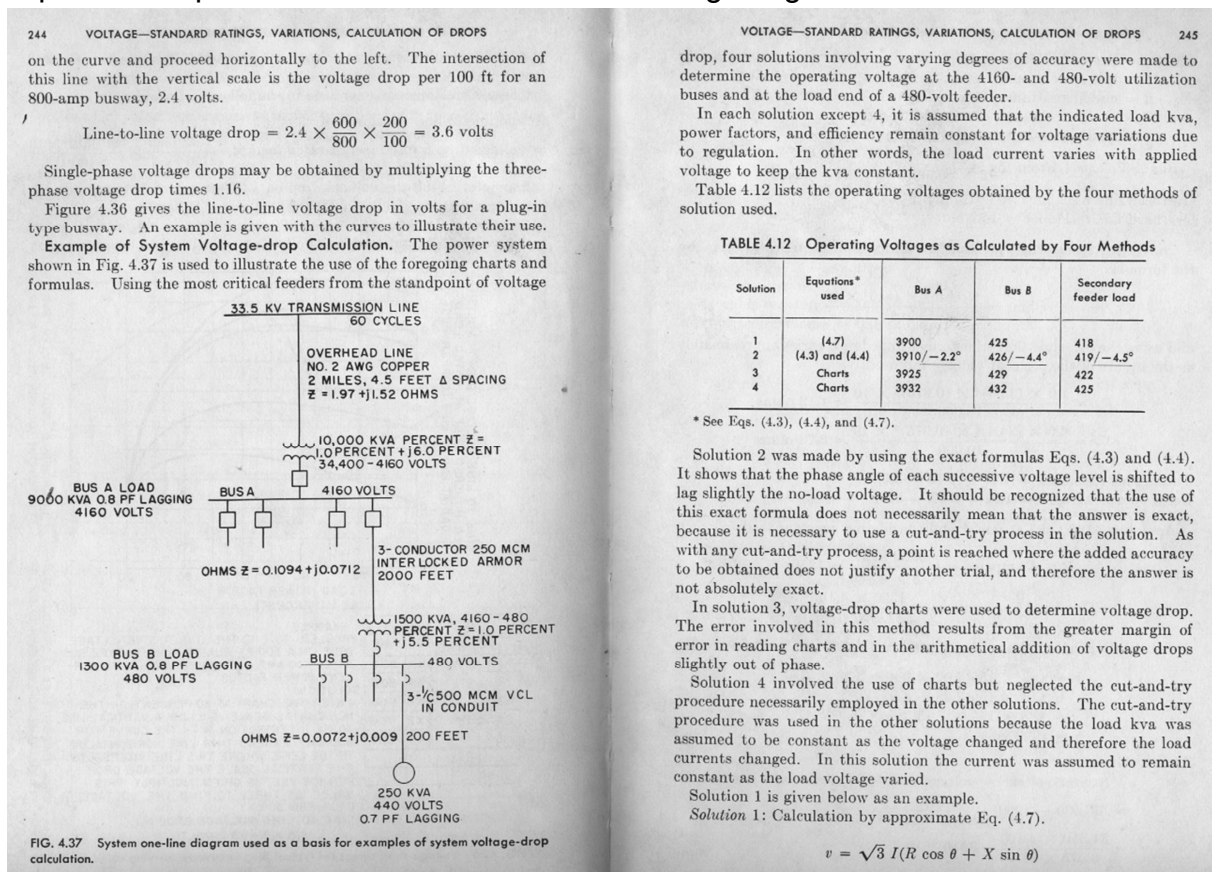 244 VOLTAGE—STANDARD RATINGS, VARIATIONS, CALCULATION OF DROPS
on the curve and proceed horizontally to the left. The intersection of
this line with the vertical scale is the voltage drop per 100 ft for an
800-amp busway, 2.4 volts.
Line-to-line voltage drop = 2.4 × 600/800 × 200/100 = 3.6 volts
Single-phase voltage drops may be obtained by multiplying the three-
phase voltage drop times 1.16.
Figure 4.36 gives the line-to-line voltage drop in volts for a plug-in
type busway. An example is given with the curves to illustrate their use.
Example of System Voltage-drop Calculation. The power system
shown in Fig. 4.37 is used to illustrate the use of the foregoing charts and
formulas. Using the most critical feeders from the standpoint of voltage
33.5 KV TRANSMISSION LINE
60 CYCLES
OVERHEAD LINE
NO. 2 AWG COPPER
2 MILES, 4.5 FEET Δ SPACING
Z = 1.97 + j1.52 OHMS
10,000 KVA PERCENT Z =
1.0 PERCENT + j6.0 PERCENT
34,400-4160 VOLTS
BUS A LOAD
9000 KVA 0.8 PF LAGGING
4160 VOLTS
BUS A
4160 VOLTS
3-CONDUCTOR 250 MCM
INTERLOCKED ARMOR
2000 FEET
OHMS Z = 0.1094 + j0.0712
1500 KVA, 4160-480
PERCENT Z = 1.0 PERCENT
+j5.5 PERCENT
BUS B LOAD
1300 KVA 0.8 PF LAGGING
480 VOLTS
BUS B
480 VOLTS
3-1/C 500 MCM VCL
IN CONDUIT
OHMS Z=0.0072+j0.009
200 FEET
250 KVA
440 VOLTS
0.7 PF LAGGING
FIG. 4.37 System one-line diagram used as a basis for examples of system voltage-drop
calculation.
VOLTAGE—STANDARD RATINGS, VARIATIONS, CALCULATION OF DROPS 245
drop, four solutions involving varying degrees of accuracy were made to
determine the operating voltage at the 4160- and 480-volt utilization
buses and at the load end of a 480-volt feeder.
In each solution except 4, it is assumed that the indicated load kva,
power factors, and efficiency remain constant for voltage variations due
to regulation. In other words, the load current varies with applied
voltage to keep the kva constant.
Table 4.12 lists the operating voltages obtained by the four methods of
solution used.
TABLE 4.12 Operating Voltages as Calculated by Four Methods
Solution Equations* used Bus A Bus B Secondary feeder load
1 (4.7) 3900 425 418
2 (4.3) and (4.4) 3910/−2.2° 426/−4.4° 419/−4.5°
3 Charts 3925 429 422
4 Charts 3932 432 425
* See Eqs. (4.3), (4.4), and (4.7).
Solution 2 was made by using the exact formulas Eqs. (4.3) and (4.4).
It shows that the phase angle of each successive voltage level is shifted to
lag slightly the no-load voltage. It should be recognized that the use of
this exact formula does not necessarily mean that the answer is exact,
because it is necessary to use a cut-and-try process in the solution. As
with any cut-and-try process, a point is reached where the added accuracy
to be obtained does not justify another trial, and therefore the answer is
not absolutely exact.
In solution 3, voltage-drop charts were used to determine voltage drop.
The error involved in this method results from the greater margin of
error in reading charts and in the arithmetical addition of voltage drops
slightly out of phase.
Solution 4 involved the use of charts but neglected the cut-and-try
procedure necessarily employed in the other solutions. The cut-and-try
procedure was used in the other solutions because the load kva was
assumed to be constant as the voltage changed and therefore the load
currents changed. In this solution the current was assumed to remain
constant as the load voltage varied.
Solution 1 is given below as an example.
Solution 1: Calculation by approximate Eq. (4.7).
v = √3 I(R cos θ + X sin θ)